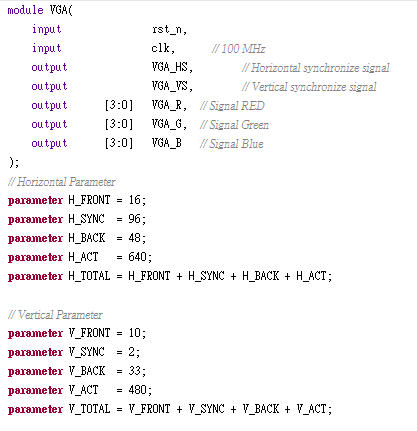 module VGA(
input rst_n,
input clk, // 100 MHz
output VGA_HS, // Horizontal synchronize signal
output VGA_VS, // Vertical synchronize signal
output [3:0] VGA_R, // Signal RED
output [3:0] VGA_G, // Signal Green
output [3:0] VGA_B // Signal Blue
);
// Horizontal Parameter
parameter H_FRONT = 16;
parameter H_SYNC = 96;
parameter H_BACK = 48;
parameter H_ACT = 640;
parameter H_TOTAL = H_FRONT + H_SYNC + H_BACK + H_ACT;
// Vertical Parameter
parameter V_FRONT = 10;
parameter V_SYNC = 2;
parameter V_BACK = 33;
parameter V_ACT = 480;
parameter V_TOTAL = V_FRONT + V_SYNC + V_BACK + V_ACT;